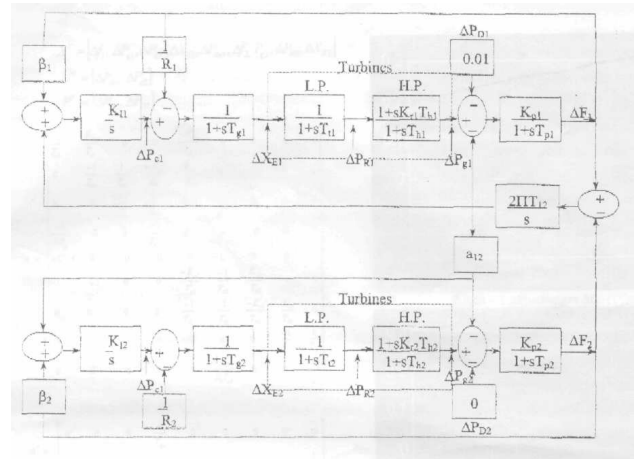 ΔP_D1
β₁
1
R₁
0.01
Turbines
L.P.
H.P.
K_I1
s
1
1+sT_g1
1
1+sT_t1
1+sK_r1T_h1
1+sT_h1
K_p1
1+sT_p1
ΔF₁
ΔP_c1
ΔX_E1
ΔP_R1
ΔP_g1
2ΠT₁₂
s
a₁₂
Turbines
L.P.
H.P.
K_I2
s
1
1+sT_g2
1
1+sT_t2
1+sK_r2T_h2
1+sT_h2
K_p2
1+sT_p2
ΔF₂
ΔX_E2
ΔP_R2
ΔP_g2
β₂
1
R₂
0
ΔP_D2